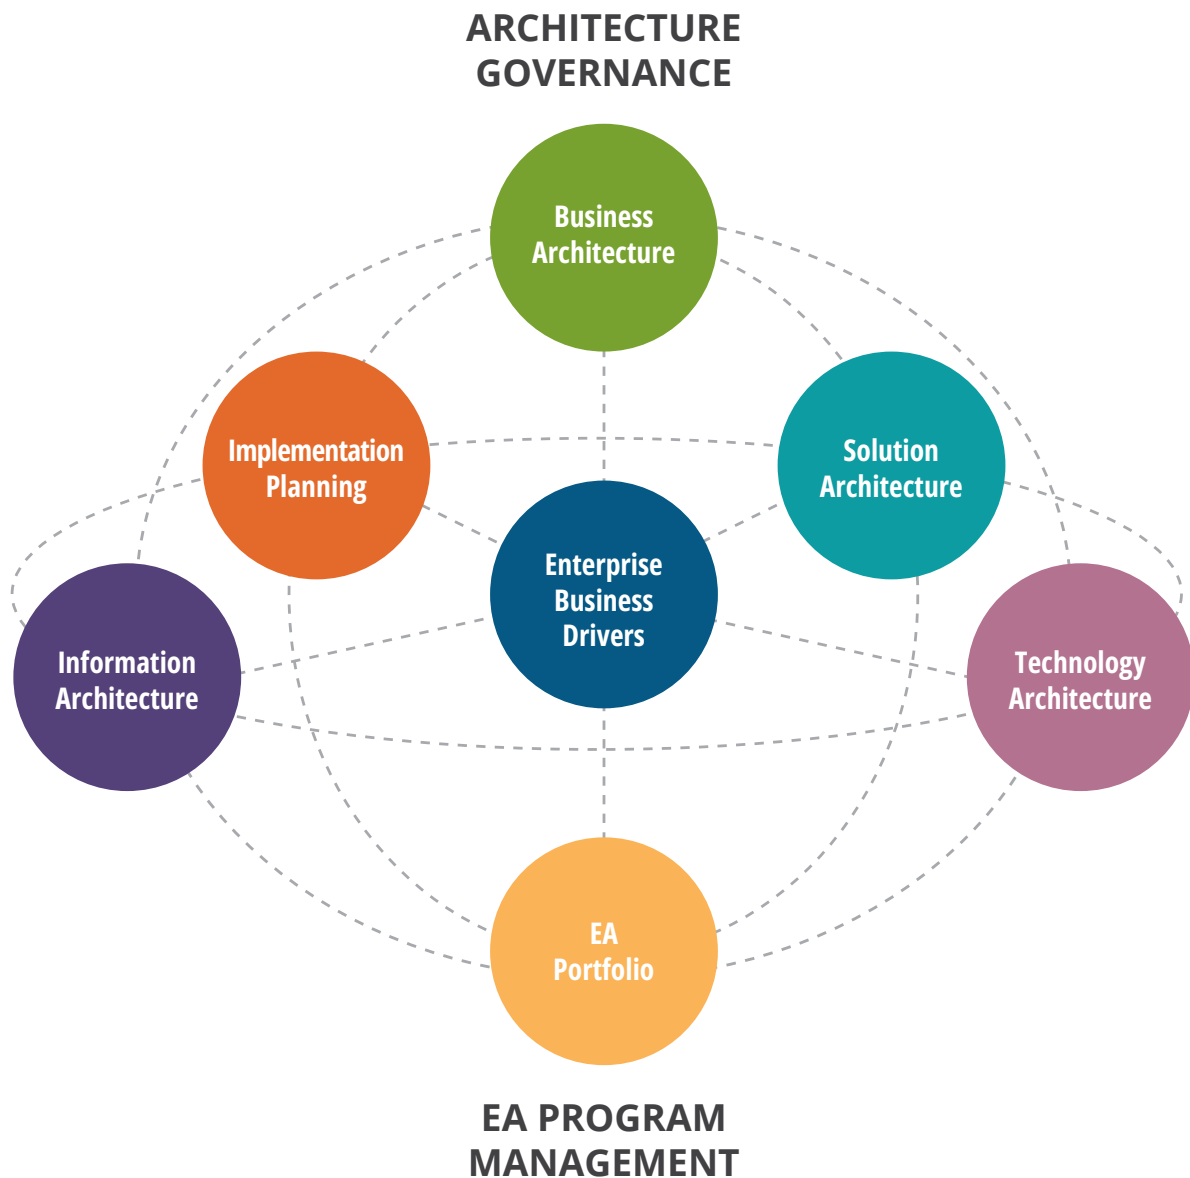 ARCHITECTURE
GOVERNANCE
Business
Architecture
Implementation
Planning
Solution
Architecture
Enterprise
Business
Drivers
Information
Architecture
Technology
Architecture
EA
Portfolio
EA PROGRAM
MANAGEMENT